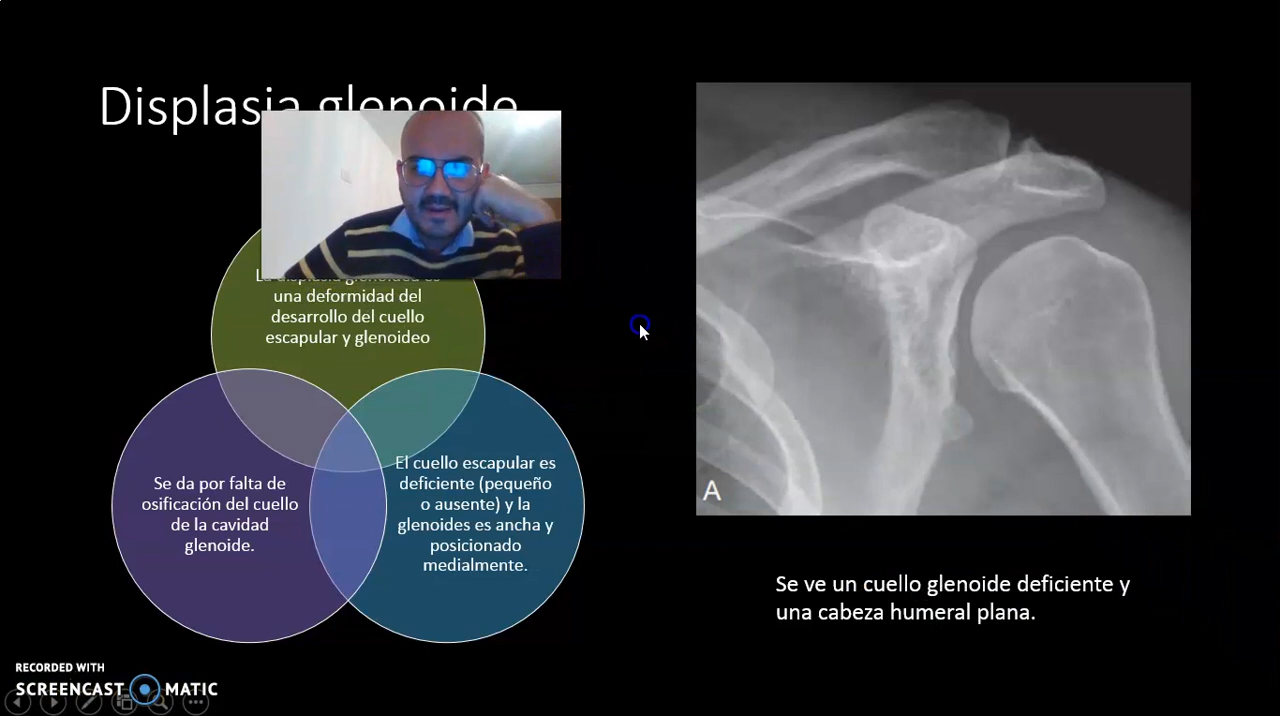 Displasia glenoide
una deformidad del
desarrollo del cuello
escapular y glenoideo
Se da por falta de
osificación del cuello
de la cavidad
glenoide.
El cuello escapular es
deficiente (pequeño
o ausente) y la
glenoides es ancha y
posicionado
medialmente.
A
Se ve un cuello glenoide deficiente y
una cabeza humeral plana.
RECORDED WITH
SCREENCAST MATIC